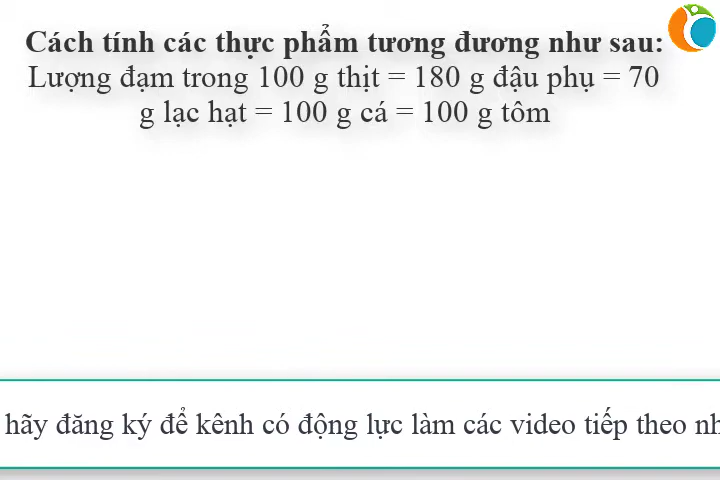 Cách tính các thực phẩm tương đương như sau:
Lượng đạm trong 100 g thịt = 180 g đậu phụ = 70
g lạc hạt = 100 g cá = 100 g tôm
hãy đăng ký để kênh có động lực làm các video tiếp theo